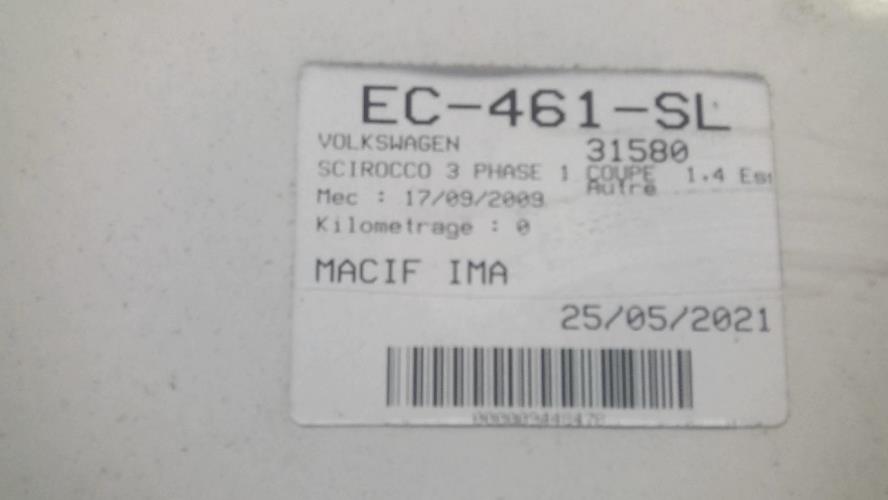 EC-461-SL
VOLKSWAGEN 31580
SCIROCCO 3 PHASE 1 COUPE 1.4 Ess
Autre
Mec : 17/09/2009
Kilometrage : 0
MACIF IMA
25/05/2021